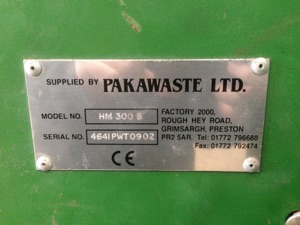 SUPPLIED BY PAKAWASTE LTD.
MODEL NO. HM 300 S
SERIAL NO. 4641PWT0902
FACTORY 2000,
ROUGH HEY ROAD,
GRIMSARGH, PRESTON
PR2 5AR. Tel: 01772 796688
Fax: 01772 792474
CE